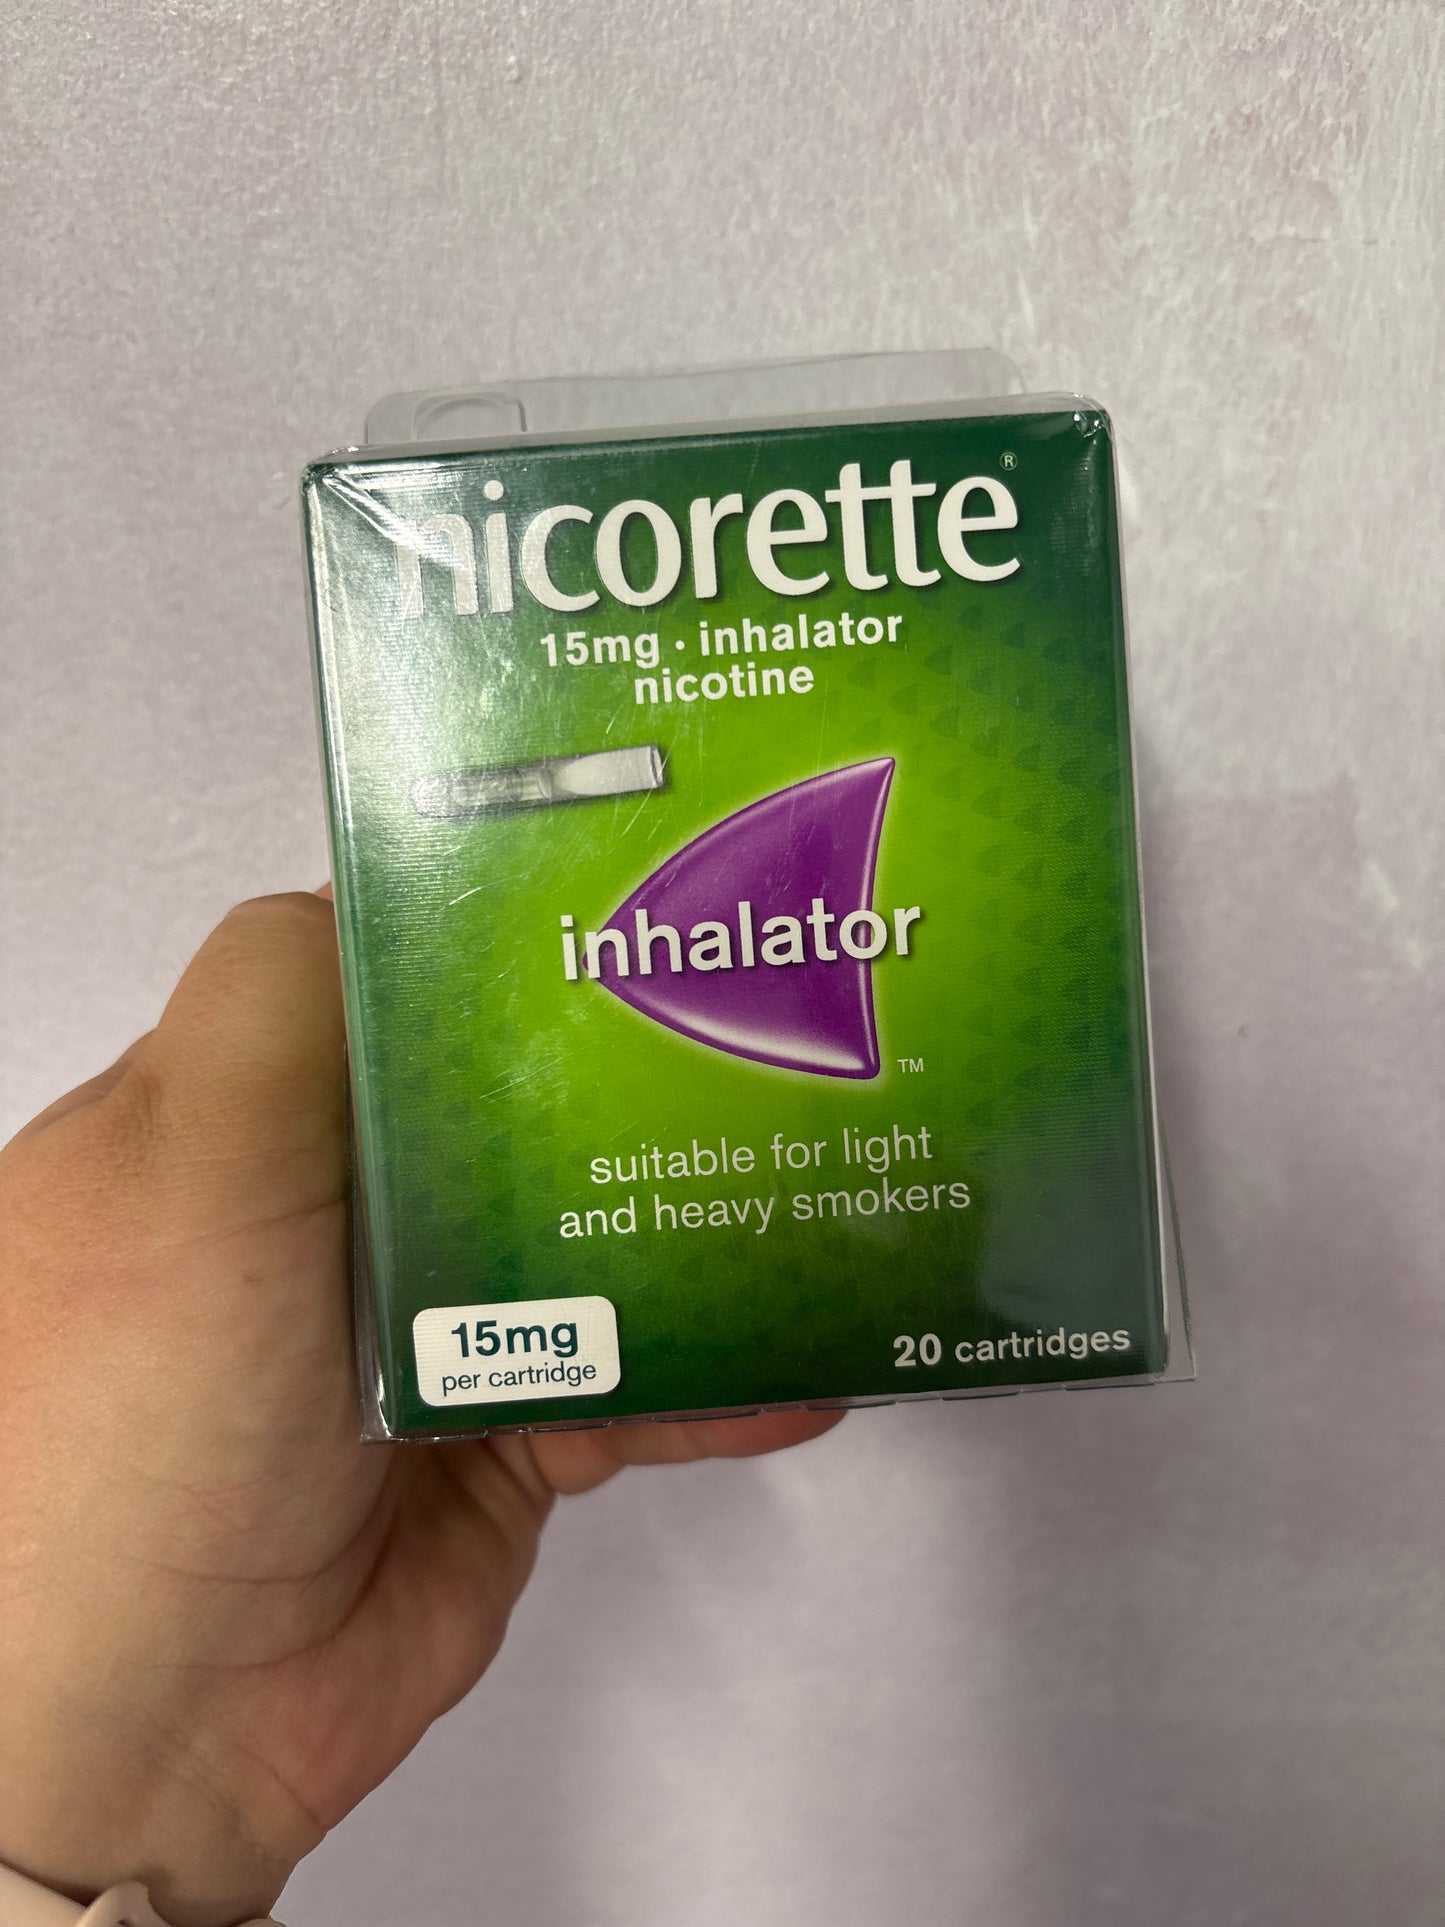 nicorette®
15mg · inhalator
nicotine
inhalator
™
suitable for light
and heavy smokers
15mg
per cartridge
20 cartridges